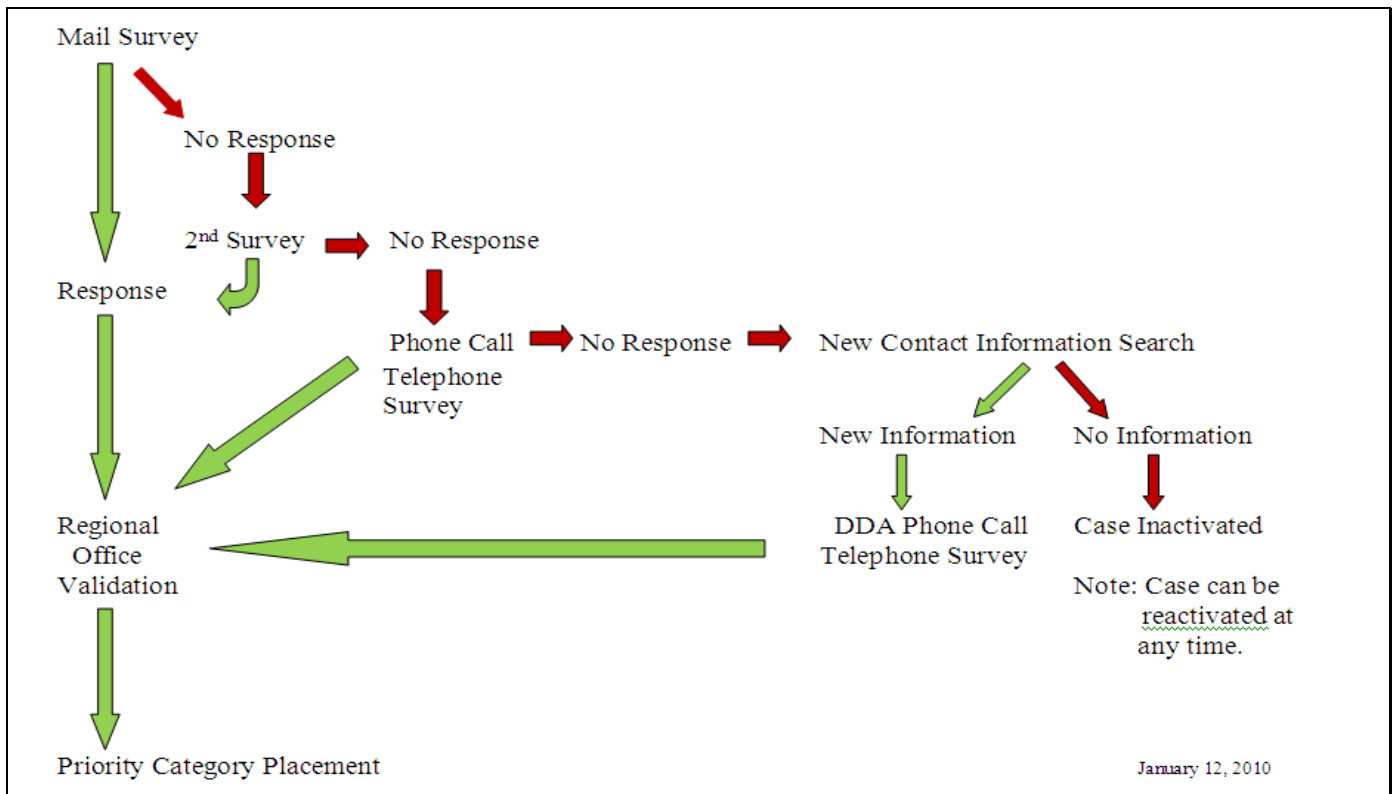 Mail Survey
No Response
2nd Survey
No Response
Response
Phone Call
Telephone
Survey
No Response
New Contact Information Search
New Information
No Information
Regional
Office
Validation
DDA Phone Call
Telephone Survey
Case Inactivated
Note: Case can be
reactivated at
any time.
Priority Category Placement
January 12, 2010